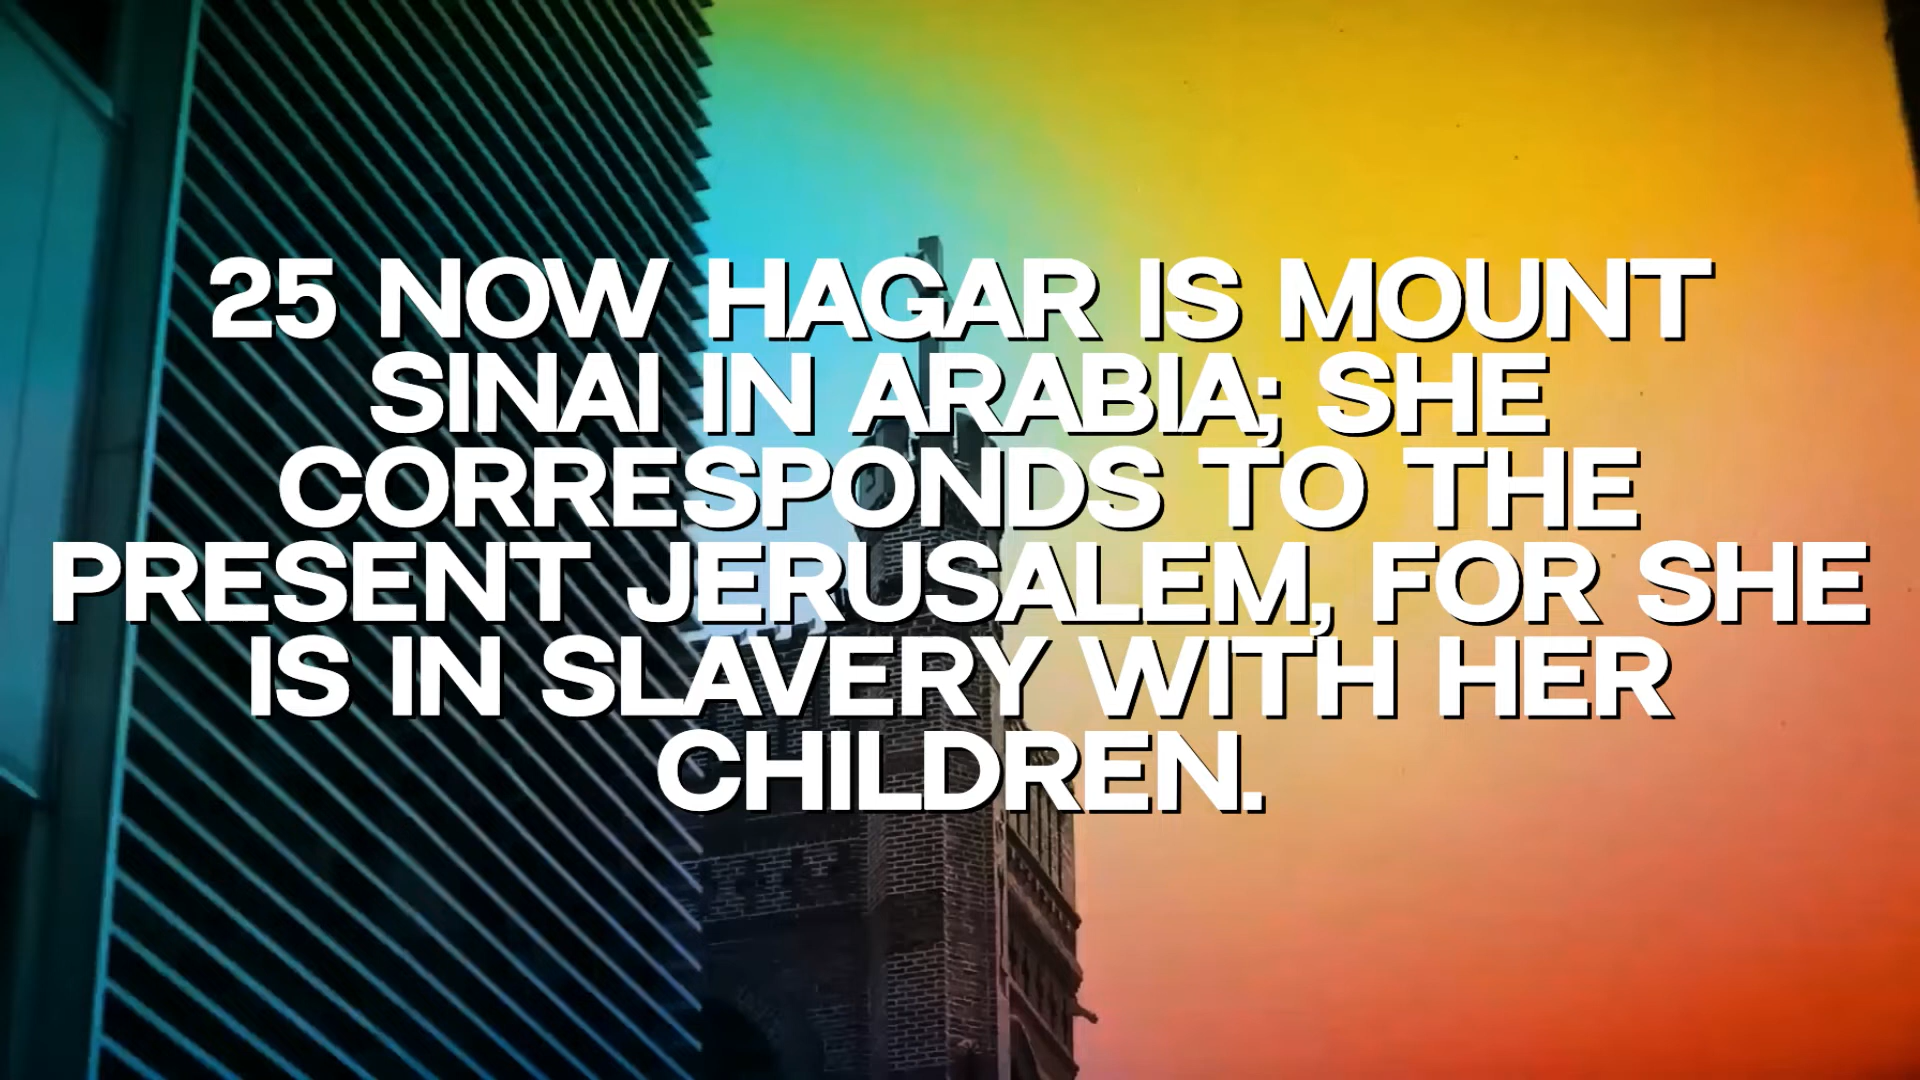 25 NOW HAGAR IS MOUNT
SINAI IN ARABIA; SHE
CORRESPONDS TO THE
PRESENT JERUSALEM, FOR SHE
IS IN SLAVERY WITH HER
CHILDREN.